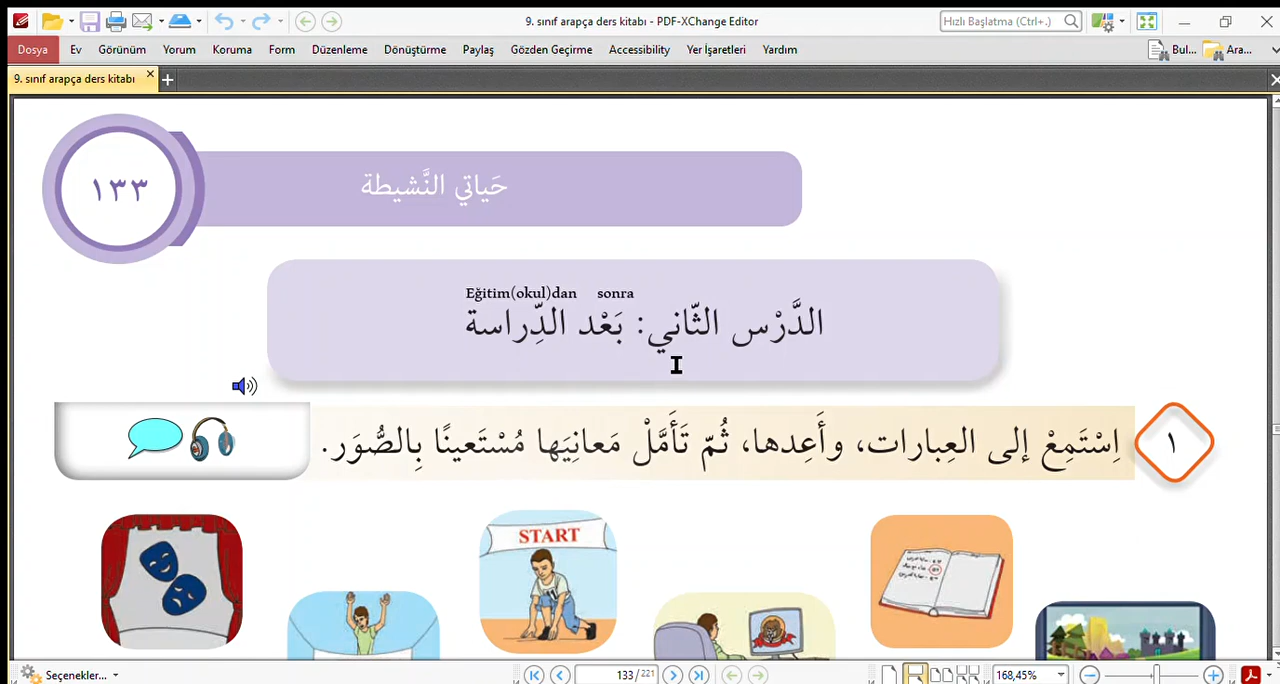 9. sınıf arapça ders kitabı - PDF-XChange Editor
Hızlı Başlatma (Ctrl+.)
Dosya Ev Görünüm Yorum Koruma Form Düzenleme Dönüştürme Paylaş Gözden Geçirme Accessibility Yer İşaretleri Yardım
Bul... Ara...
9. sınıf arapça ders kitabı
١٣٣
حَياتي النَّشيطة
Eğitim(okul)dan sonra
الدَّرْس الثّاني: بَعْد الدِّراسة
١
اِسْتَمِعْ إلى العِبارات، وأَعِدها، ثُمّ تَأَمَّلْ مَعانِيَها مُسْتَعينًا بِالصُّوَر.
START
Seçenekler...
133 / 221
168,45%